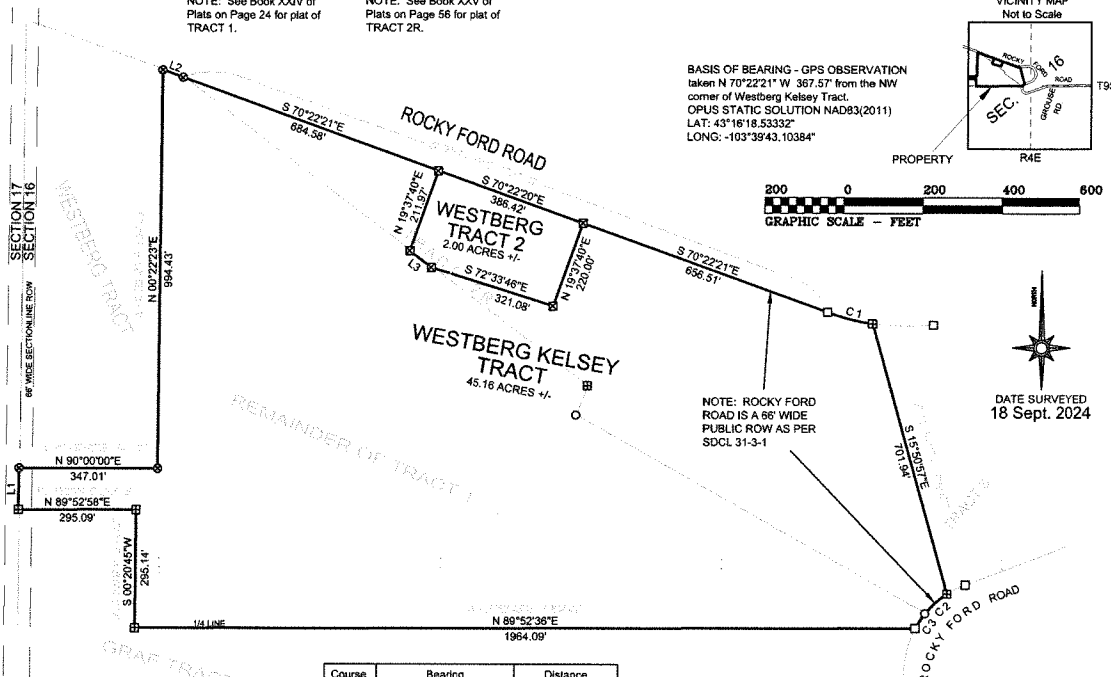 NOTE: See Book XXIV of
Plats on Page 24 for plat of
TRACT 1.
NOTE: See Book XXV of
Plats on Page 56 for plat of
TRACT 2R.
VICINITY MAP
Not to Scale
ROCKY FORD
ROAD
16
SEC.
GROUSE
RD
R4E
PROPERTY
BASIS OF BEARING - GPS OBSERVATION
taken N 70°22'21" W 367.57' from the NW
corner of Westberg Kelsey Tract.
OPUS STATIC SOLUTION NAD83(2011)
LAT: 43°16'18.53332"
LONG: -103°39'43.10384"
200 0 200 400 600
GRAPHIC SCALE - FEET
L2
S 70°22'21"E
684.58'
ROCKY FORD ROAD
S 70°22'20"E
386.42'
N 19°37'40"E
211.97'
WESTBERG
TRACT 2
2.00 ACRES +/-
N 19°37'40"E
220.00'
L3
S 72°33'46"E
321.08'
S 70°22'21"E
656.51'
C1
SECTION 17
SECTION 16
WESTBERG TRACT
N 00°22'23"E
994.43'
66' WIDE SECTIONLINE ROW
WESTBERG KELSEY
TRACT
45.16 ACRES +/-
NORTH
DATE SURVEYED
18 Sept. 2024
NOTE: ROCKY FORD
ROAD IS A 66' WIDE
PUBLIC ROW AS PER
SDCL 31-3-1
S 15°50'57"E
701.94'
REMAINDER OF TRACT 1
N 90°00'00"E
347.01'
L1
N 89°52'58"E
295.09'
S 00°20'45"W
295.14'
1/4 LINE
N 89°52'36"E
1964.09'
C2
C3
ROCKY FORD ROAD
GRAF TRACT
Course Bearing Distance